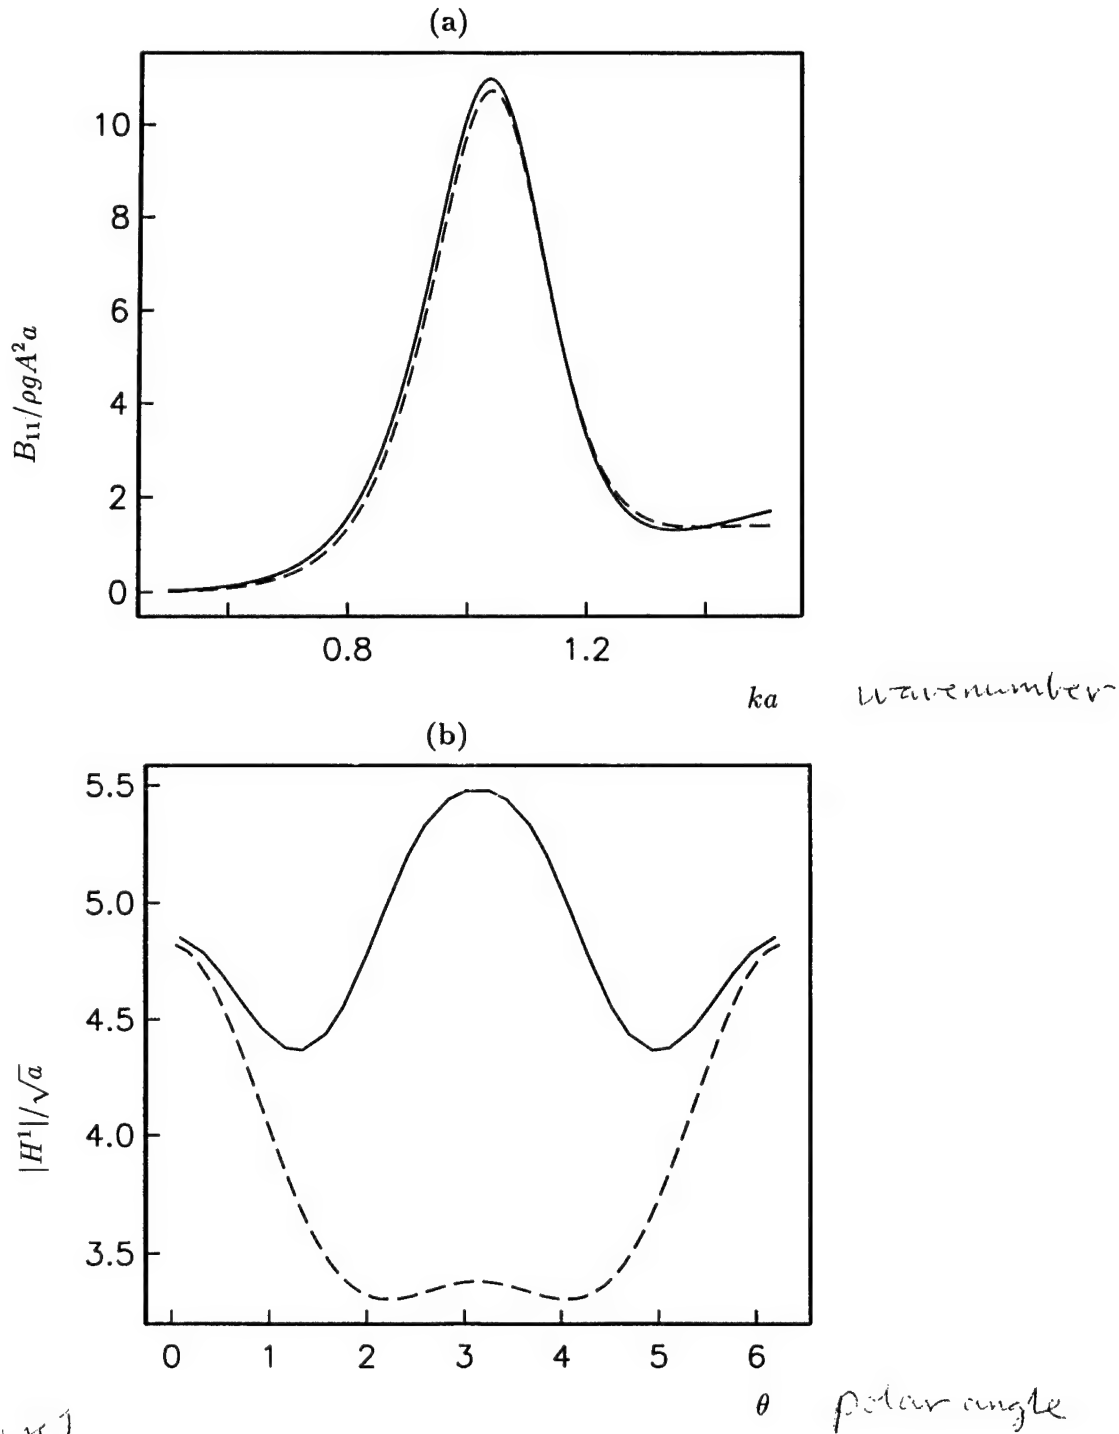 (a)
10
8
6
4
2
0
B₁₁/ρgA²a
0.8 1.2
ka wavenumber
(b)
5.5
5.0
4.5
4.0
3.5
|H¹|/√a
0 1 2 3 4 5 6
θ polar angle